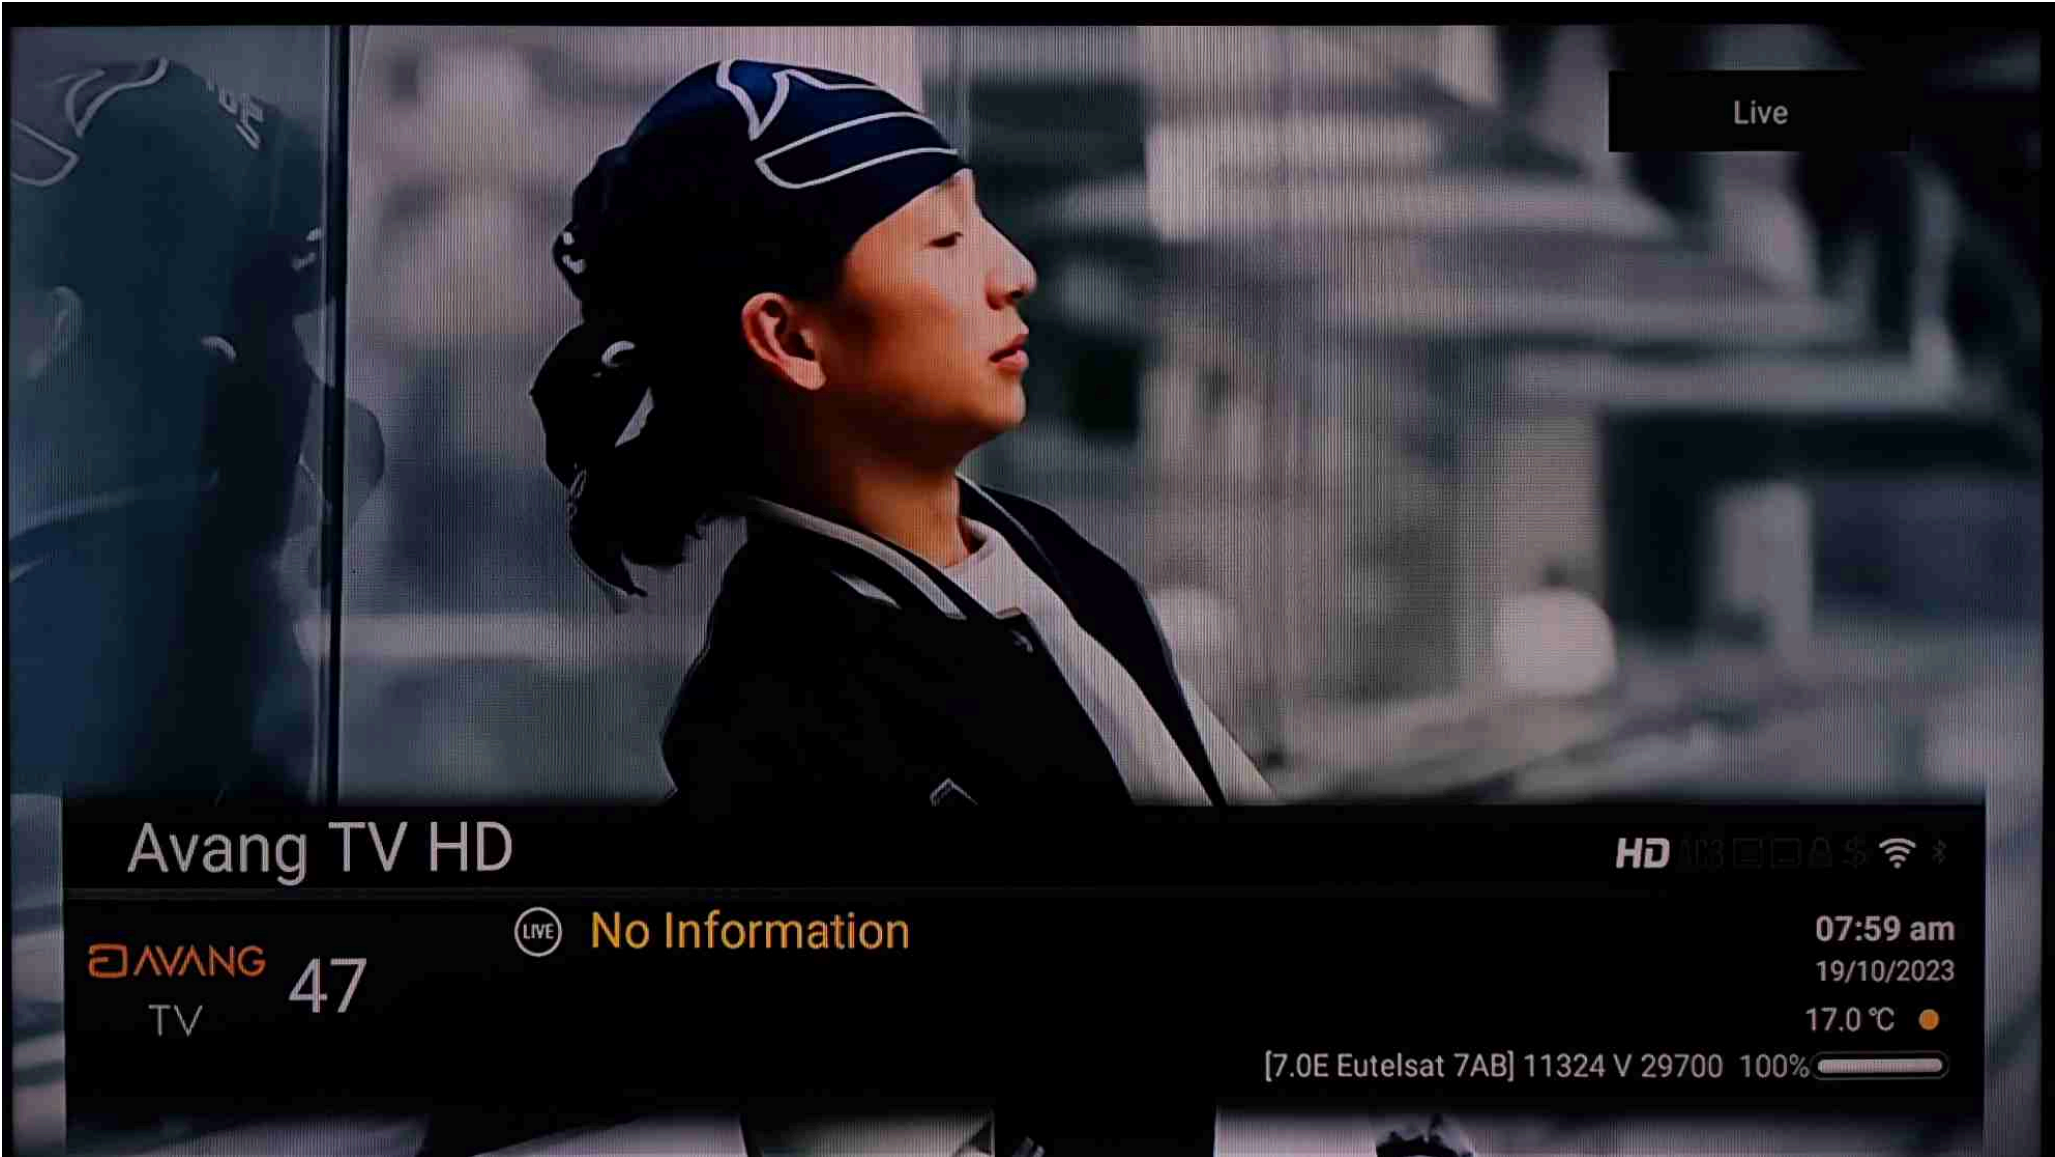 Live
Avang TV HD
HD
LIVE No Information
07:59 am
AVANG
TV
47
19/10/2023
17.0 °C
[7.0E Eutelsat 7AB] 11324 V 29700 100%